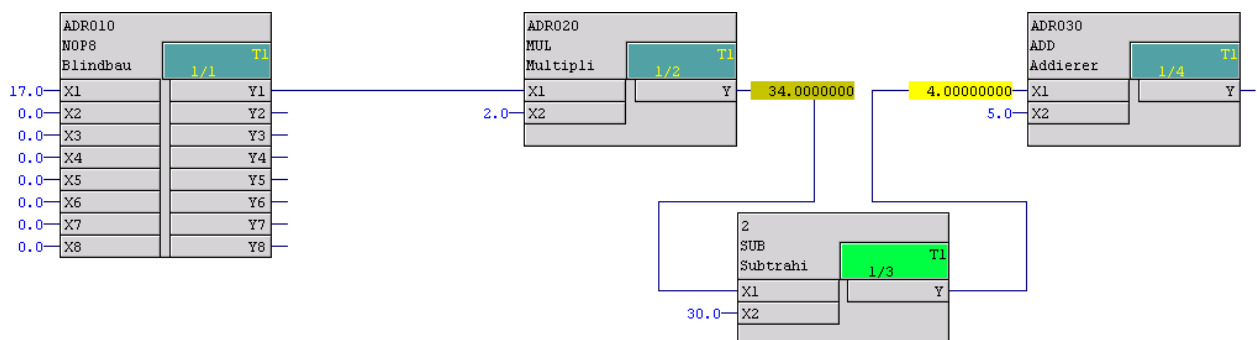 ADR010
NOP8
Blindbau
T1
1/1
17.0 X1 Y1
0.0 X2 Y2
0.0 X3 Y3
0.0 X4 Y4
0.0 X5 Y5
0.0 X6 Y6
0.0 X7 Y7
0.0 X8 Y8
ADR020
MUL
Multipli
T1
1/2
X1 Y 34.0000000
2.0 X2
2
SUB
Subtrahi
T1
1/3
X1 Y
30.0 X2
ADR030
ADD
Addierer
T1
1/4
4.00000000 X1 Y
5.0 X2